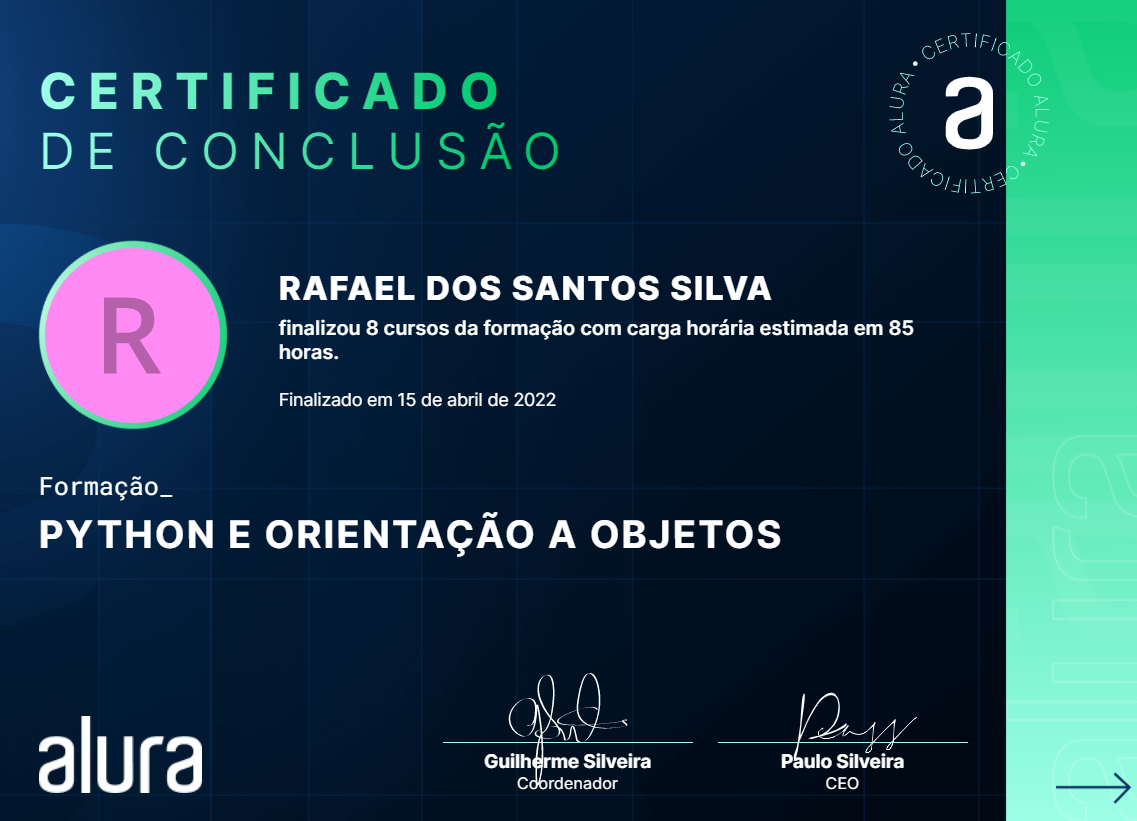 CERTIFICADO
DE CONCLUSÃO
CERTIFICADO ALURA • CERTIFICADO ALURA •
a
R
RAFAEL DOS SANTOS SILVA
finalizou 8 cursos da formação com carga horária estimada em 85
horas.
Finalizado em 15 de abril de 2022
Formação_
PYTHON E ORIENTAÇÃO A OBJETOS
alura
Guilherme Silveira
Coordenador
Paulo Silveira
CEO
alura